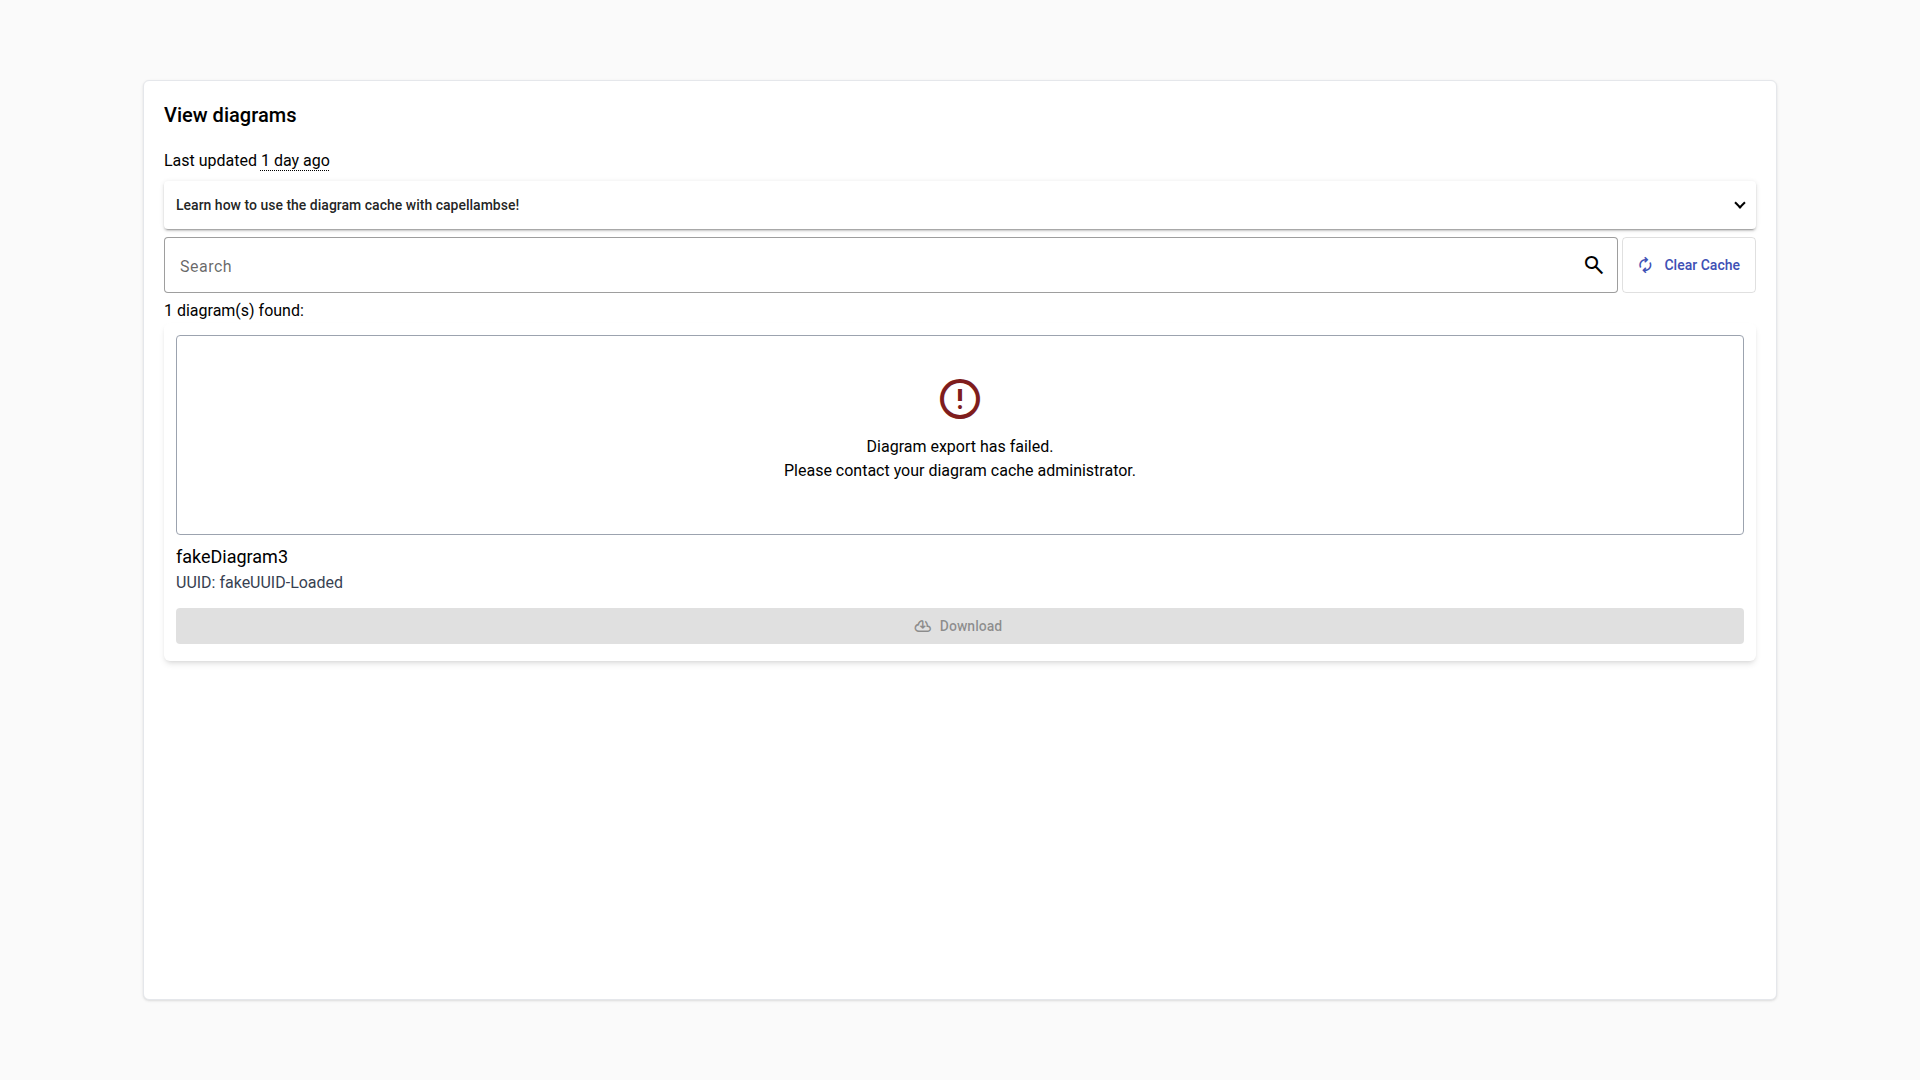 View diagrams
Last updated 1 day ago
Learn how to use the diagram cache with capellambse!
Search
Clear Cache
1 diagram(s) found:
Diagram export has failed.
Please contact your diagram cache administrator.
fakeDiagram3
UUID: fakeUUID-Loaded
Download